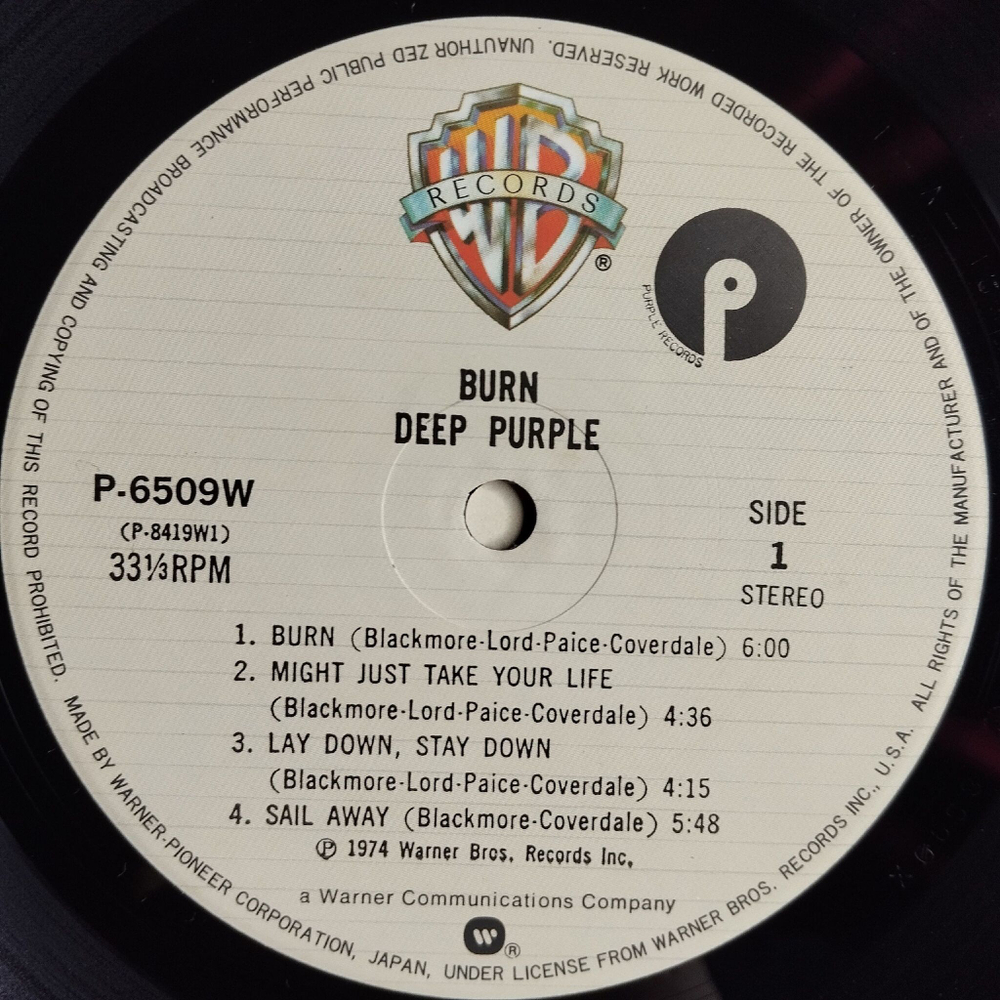 WB
RECORDS
®
P
PURPLE RECORDS
BURN
DEEP PURPLE
P-6509W
(P-8419W1)
33⅓RPM
SIDE
1
STEREO
1. BURN (Blackmore-Lord-Paice-Coverdale) 6:00
2. MIGHT JUST TAKE YOUR LIFE
(Blackmore-Lord-Paice-Coverdale) 4:36
3. LAY DOWN, STAY DOWN
(Blackmore-Lord-Paice-Coverdale) 4:15
4. SAIL AWAY (Blackmore-Coverdale) 5:48
℗ 1974 Warner Bros. Records Inc.
a Warner Communications Company
W®
MADE BY WARNER-PIONEER CORPORATION, JAPAN, UNDER LICENSE FROM WARNER BROS. RECORDS INC., U.S.A. ALL RIGHTS OF THE MANUFACTURER AND OF THE OWNER OF THE RECORDED WORK RESERVED. UNAUTHOR ZED PUBLIC PERFORMANCE BROADCASTING AND COPYING OF THIS RECORD PROHIBITED.